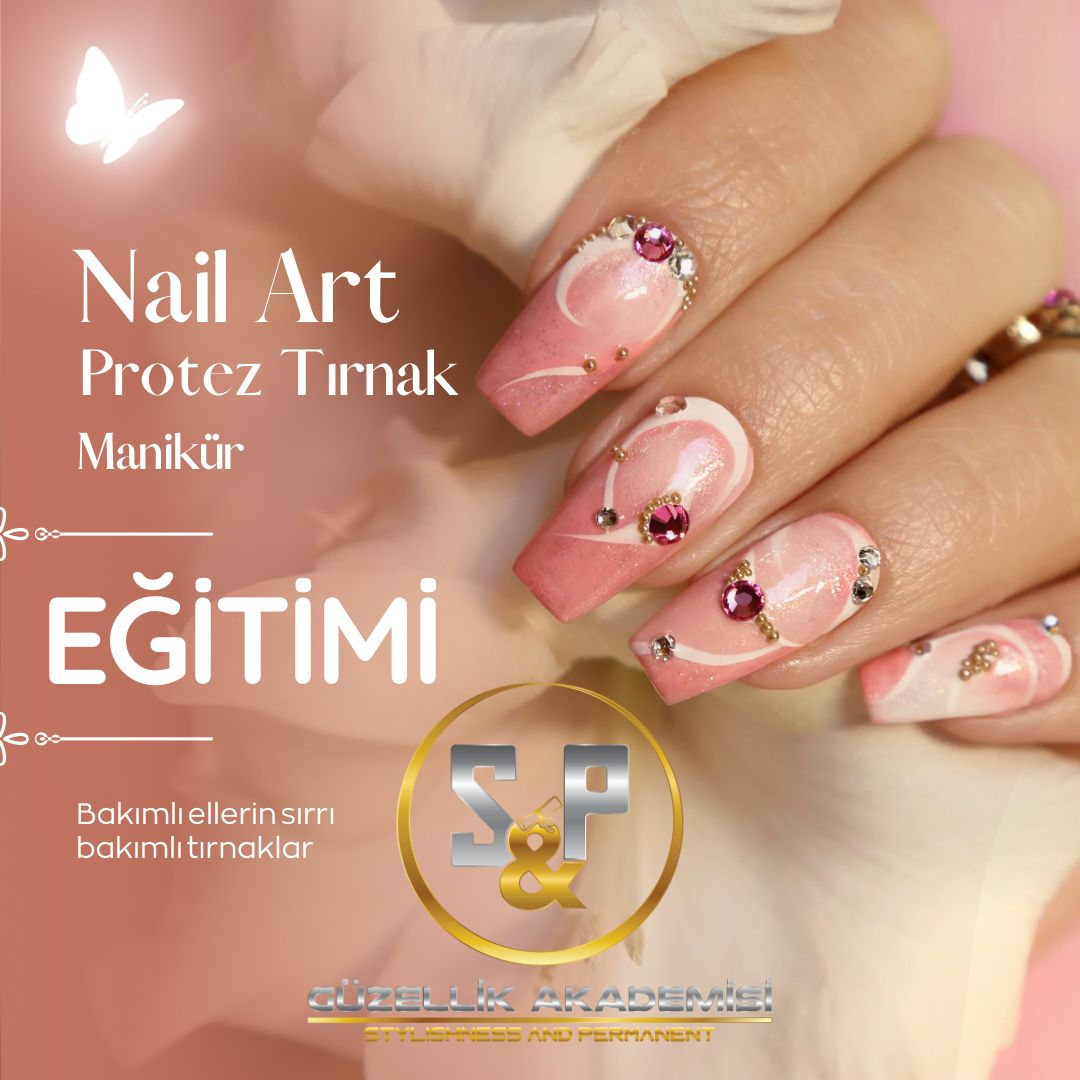 Nail Art
Protez Tırnak
Manikür
EĞİTİMİ
Bakımlı ellerin sırrı
bakımlı tırnaklar
S&P
GÜZELLİK AKADEMİSİ
STYLISHNESS AND PERMANENT